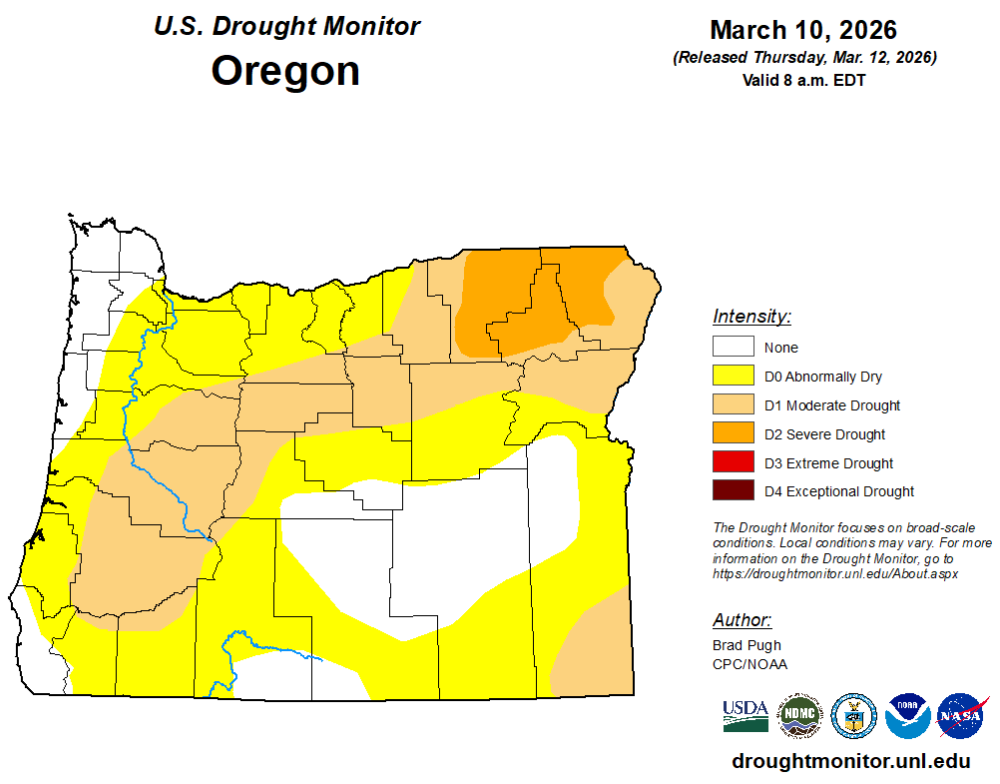 U.S. Drought Monitor
Oregon
March 10, 2026
(Released Thursday, Mar. 12, 2026)
Valid 8 a.m. EDT
Intensity:
None
D0 Abnormally Dry
D1 Moderate Drought
D2 Severe Drought
D3 Extreme Drought
D4 Exceptional Drought
The Drought Monitor focuses on broad-scale
conditions. Local conditions may vary. For more
information on the Drought Monitor, go to
https://droughtmonitor.unl.edu/About.aspx
Author:
Brad Pugh
CPC/NOAA
USDA
NDMC
NOAA
NASA
droughtmonitor.unl.edu